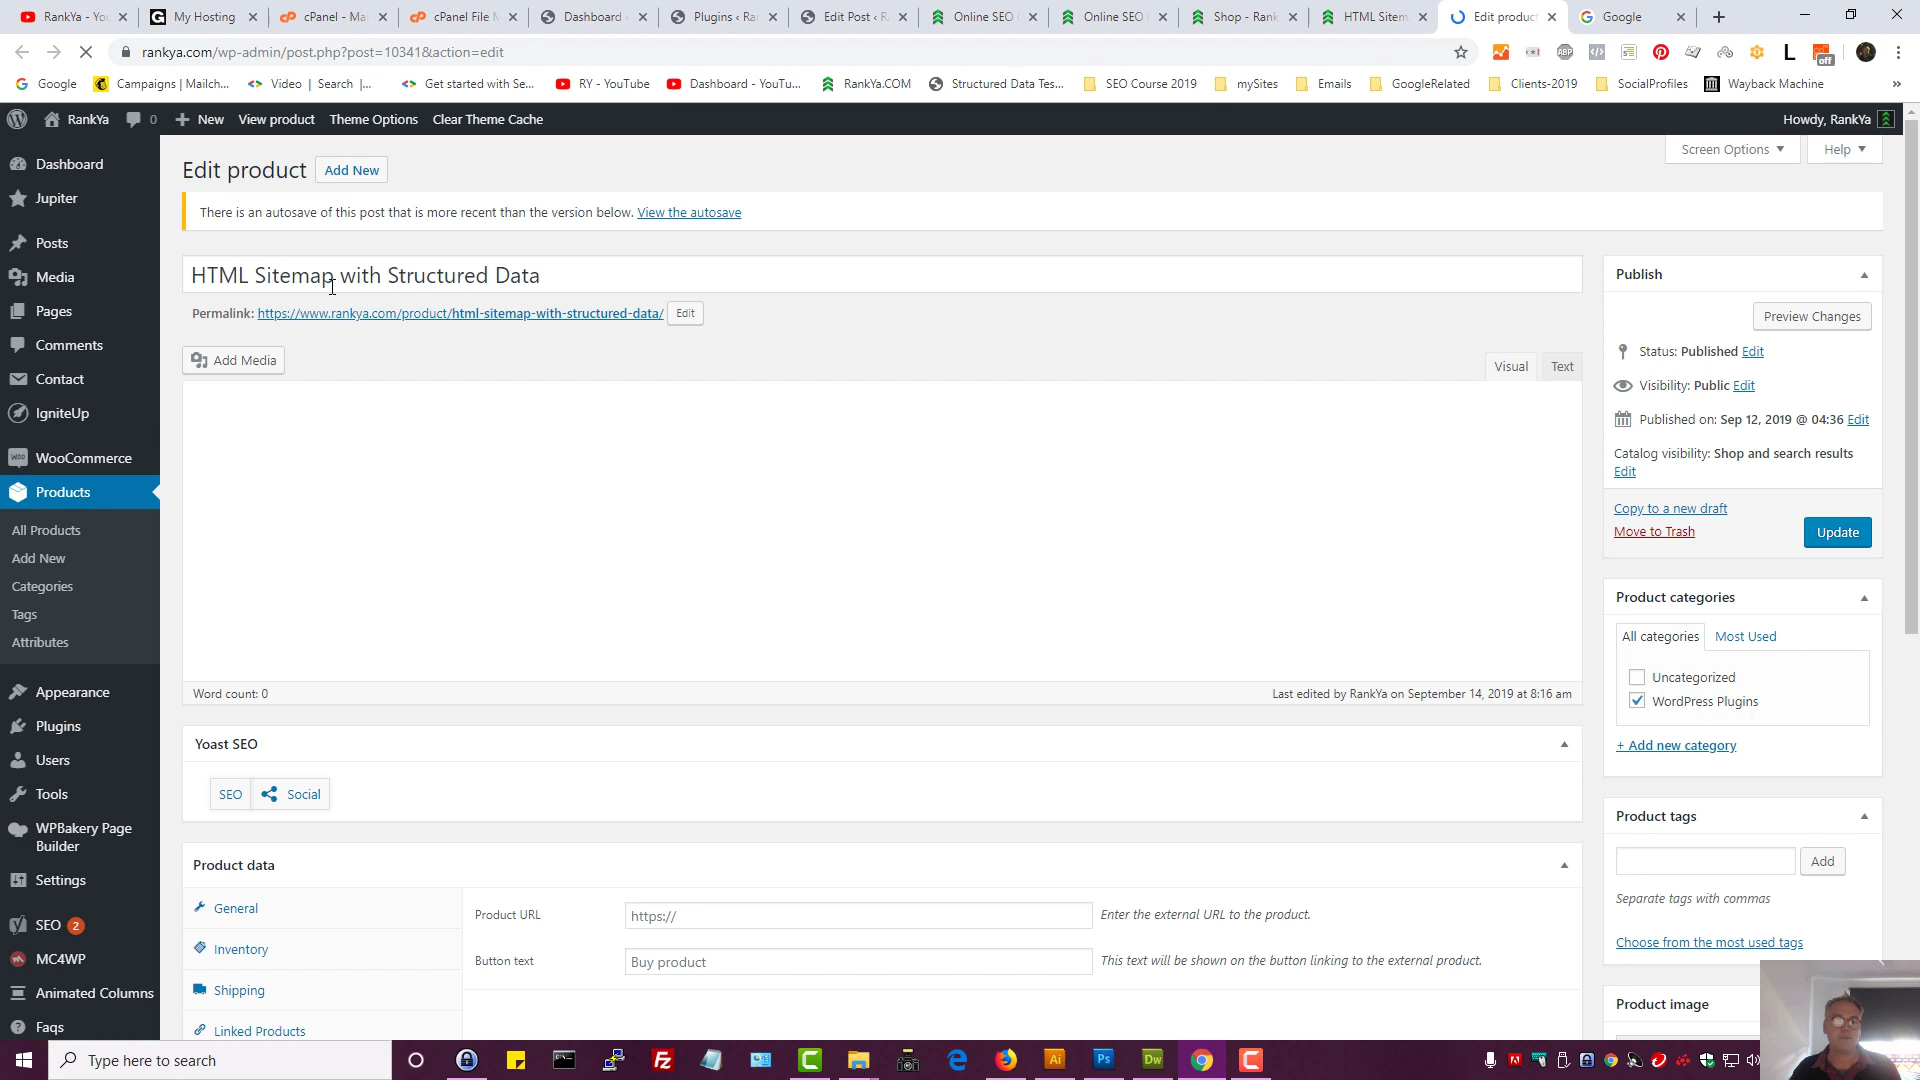 RankYa - You
My Hosting
cPanel - Ma
cPanel File M
Dashboard ‹
Plugins ‹ Ran
Edit Post ‹ R
Online SEO
Online SEO
Shop - Rank
HTML Sitem
Edit produc
Google
rankya.com/wp-admin/post.php?post=10341&action=edit
Google
Campaigns | Mailch...
Video | Search |...
Get started with Se...
RY - YouTube
Dashboard - YouTu...
RankYa.COM
Structured Data Tes...
SEO Course 2019
mySites
Emails
GoogleRelated
Clients-2019
SocialProfiles
Wayback Machine
»
RankYa
0
New
View product
Theme Options
Clear Theme Cache
Howdy, RankYa
Dashboard
Jupiter
Posts
Media
Pages
Comments
Contact
IgniteUp
WooCommerce
Products
All Products
Add New
Categories
Tags
Attributes
Appearance
Plugins
Users
Tools
WPBakery Page
Builder
Settings
SEO 2
MC4WP
Animated Columns
Faqs
Screen Options
Help
Edit product
Add New
There is an autosave of this post that is more recent than the version below. View the autosave
HTML Sitemap with Structured Data
Permalink: https://www.rankya.com/product/html-sitemap-with-structured-data/ Edit
Add Media
Visual
Text
Word count: 0
Last edited by RankYa on September 14, 2019 at 8:16 am
Yoast SEO
SEO
Social
Product data
General
Inventory
Shipping
Linked Products
Product URL
https://
Enter the external URL to the product.
Button text
Buy product
This text will be shown on the button linking to the external product.
Publish
Preview Changes
Status: Published Edit
Visibility: Public Edit
Published on: Sep 12, 2019 @ 04:36 Edit
Catalog visibility: Shop and search results
Edit
Copy to a new draft
Move to Trash
Update
Product categories
All categories
Most Used
Uncategorized
WordPress Plugins
+ Add new category
Product tags
Add
Separate tags with commas
Choose from the most used tags
Product image
Type here to search